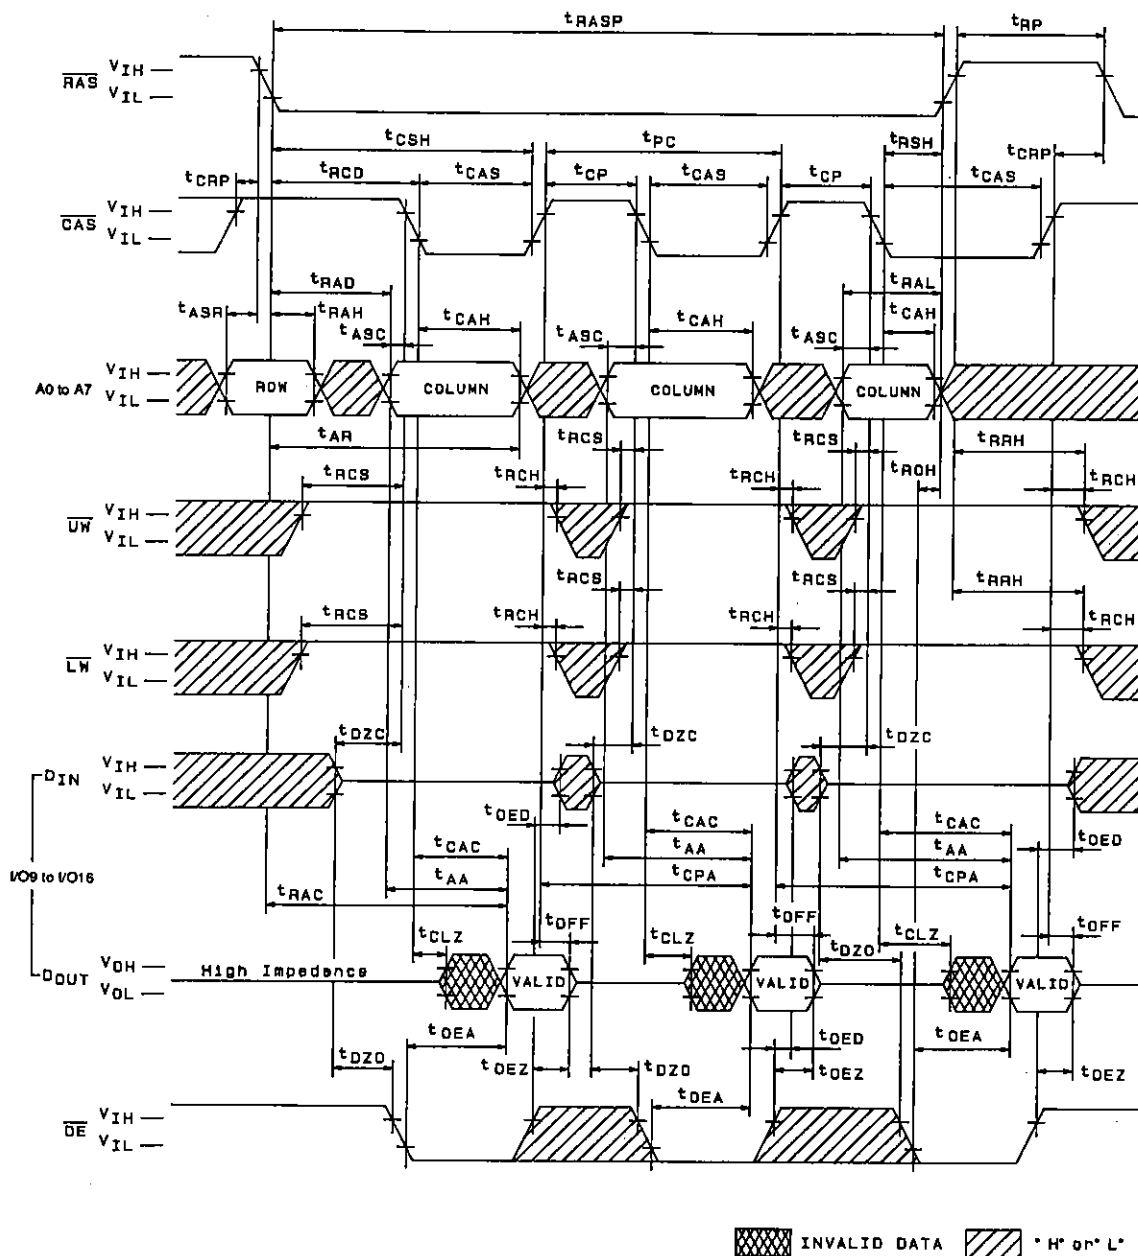 tRASP
tRP
RAS
VIH
VIL
tCSH
tPC
tRSH
tCRP
tCRP
tRCD
tCAS
tCP
tCAS
tCP
tCAS
CAS
VIH
VIL
tRAD
tRAL
tASR
tRAH
tASC
tCAH
tASC
tCAH
tASC
tCAH
A0 to A7
VIH
VIL
ROW
COLUMN
COLUMN
COLUMN
tAR
tRCS
tRCS
tRRH
tRCS
tRCH
tRCH
tROH
tRCH
UW
VIH
VIL
tRCS
tRCS
tRRH
tRCS
tRCH
tRCH
tRCH
LW
VIH
VIL
tDZC
tDZC
tDZC
DIN
VIH
VIL
tOED
tCAC
tCAC
tOED
tCAC
tAA
tAA
tAA
tCPA
tCPA
I/O9 to I/O16
tRAC
tOFF
tOFF
tOFF
tCLZ
tCLZ
tDZO
tCLZ
DOUT
VOH
VOL
High Impedance
VALID
VALID
VALID
tOEA
tOED
tOEA
tDZO
tOEZ
tDZO
tOEZ
tOEZ
tOEA
OE
VIH
VIL
INVALID DATA
"H" or "L"